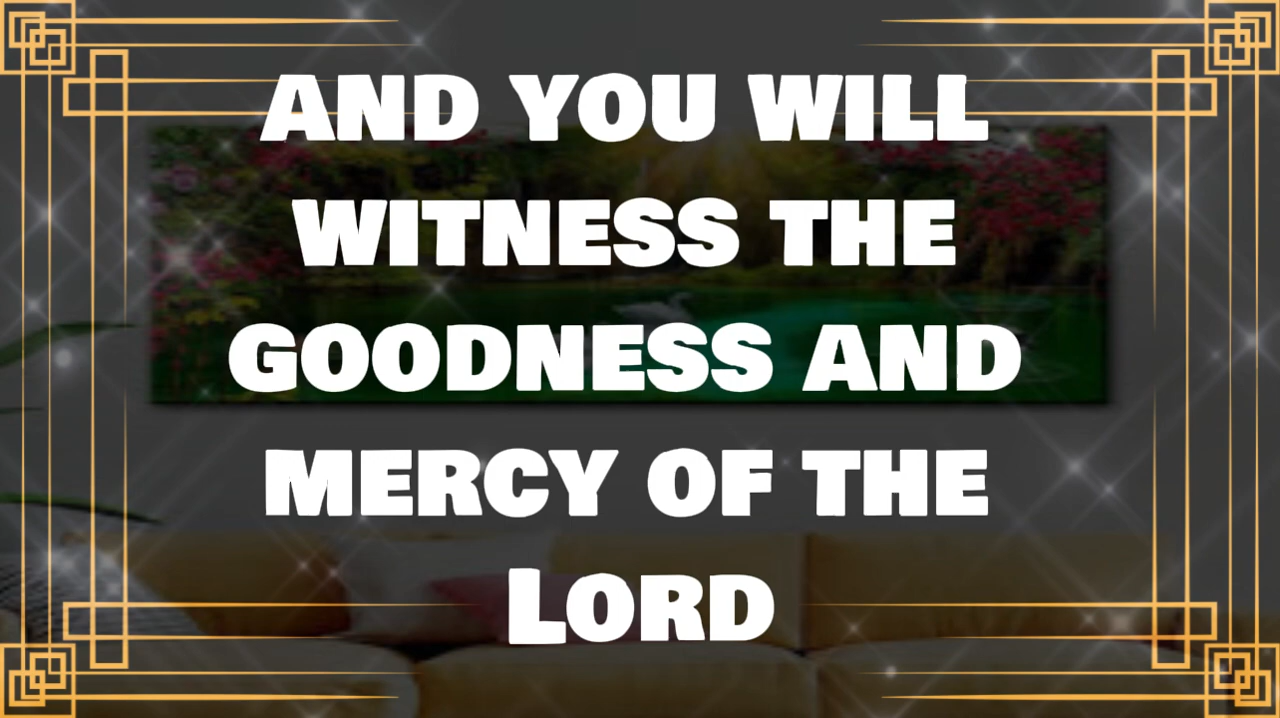 AND YOU WILL
WITNESS THE
GOODNESS AND
MERCY OF THE
LORD